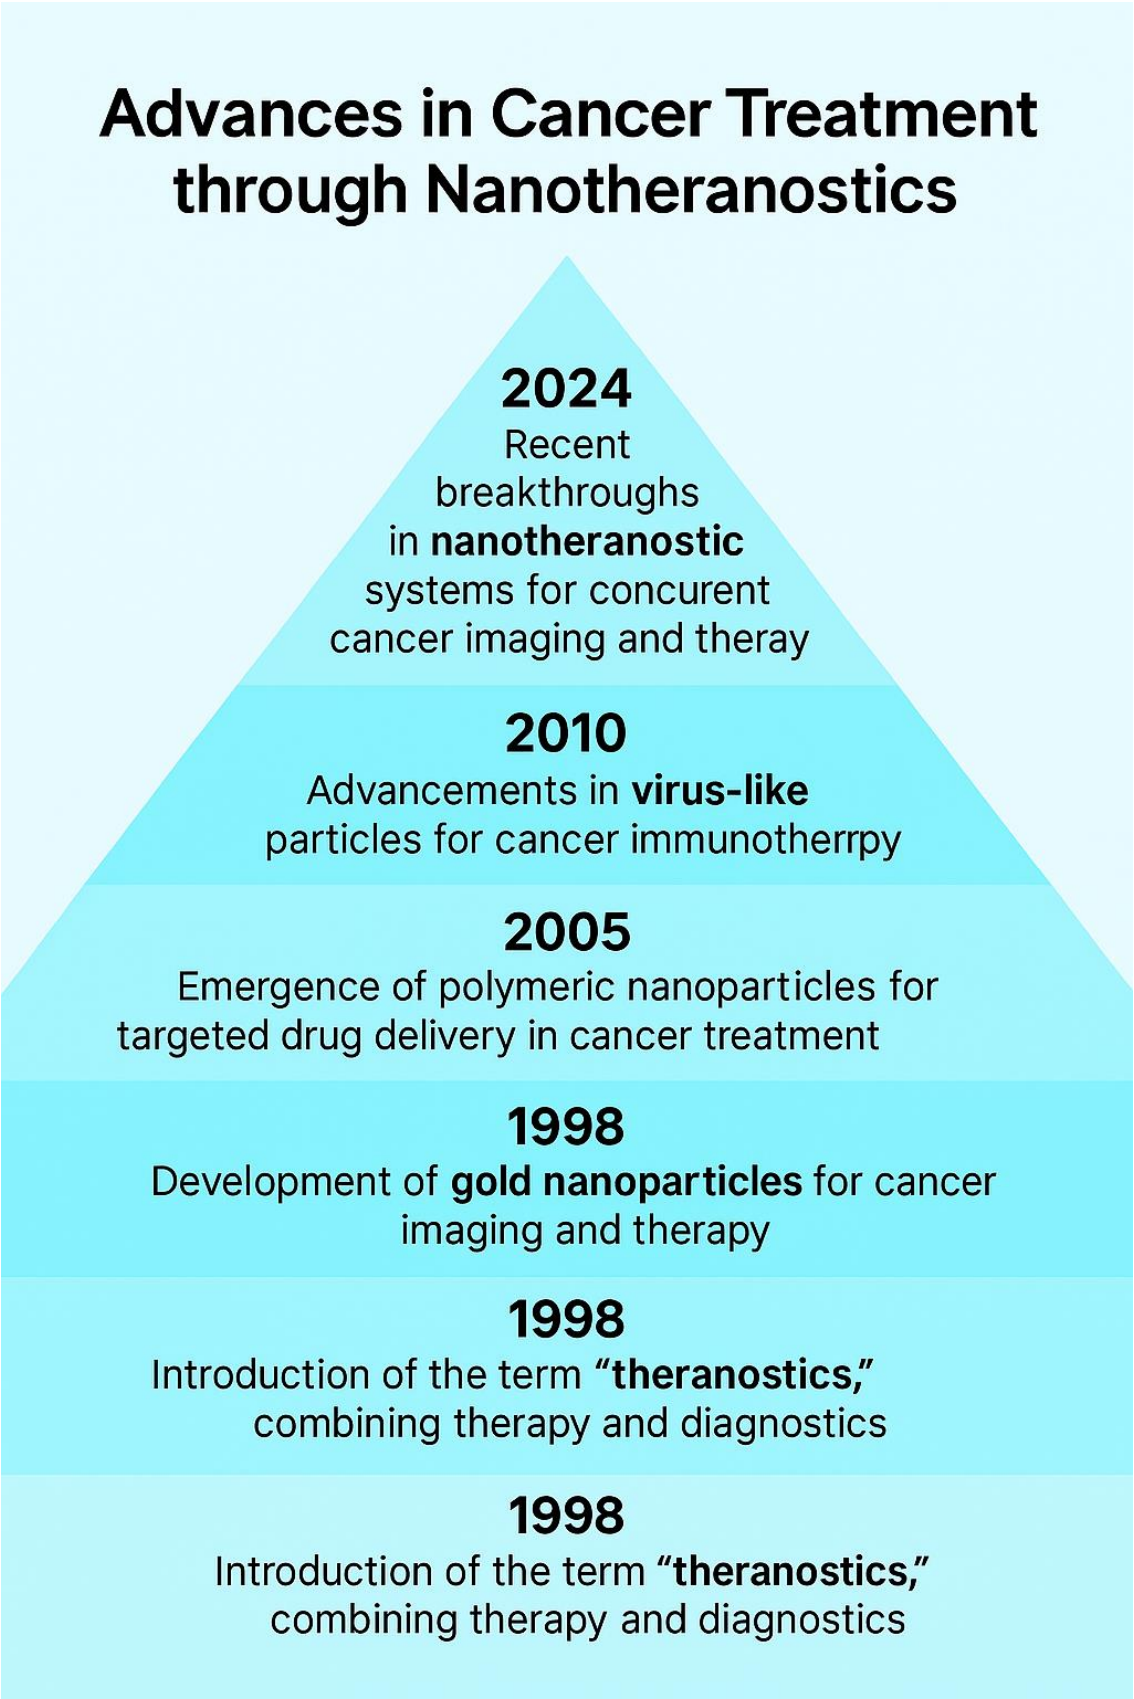 Advances in Cancer Treatment
through Nanotheranostics
2024
Recent
breakthroughs
in nanotheranostic
systems for concurent
cancer imaging and theray
2010
Advancements in virus-like
particles for cancer immunotherrpy
2005
Emergence of polymeric nanoparticles for
targeted drug delivery in cancer treatment
1998
Development of gold nanoparticles for cancer
imaging and therapy
1998
Introduction of the term “theranostics,”
combining therapy and diagnostics
1998
Introduction of the term “theranostics,”
combining therapy and diagnostics